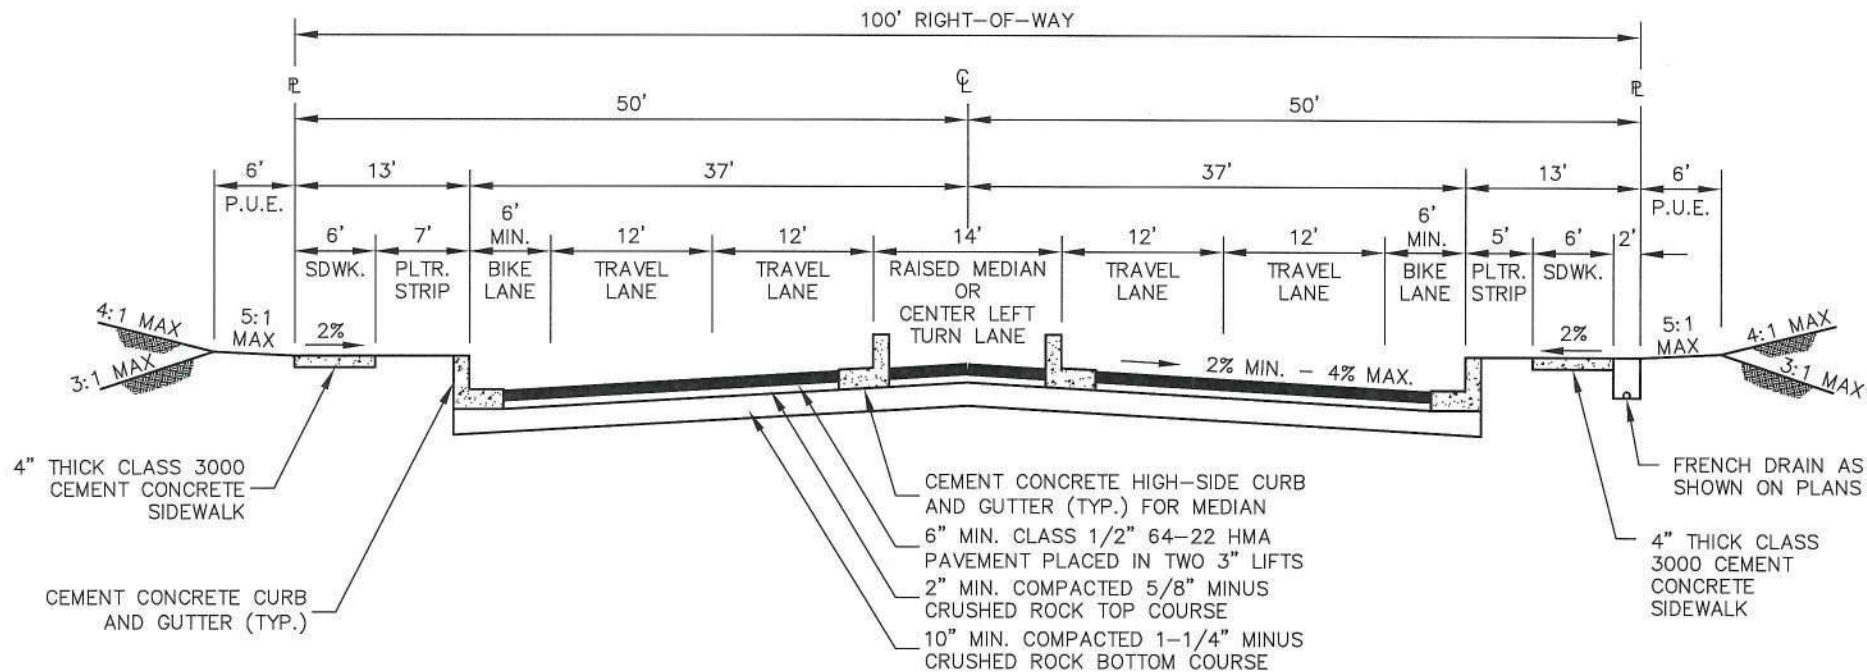 100' RIGHT-OF-WAY
℄
50' 50'
6' 13' 37' 37' 13' 6'
P.U.E. P.U.E.
6' 7' 6' MIN. 12' 12' 14' 12' 12' 6' MIN. 5' 6' 2'
SDWK.
PLTR.
STRIP
BIKE
LANE
TRAVEL
LANE
TRAVEL
LANE
RAISED MEDIAN
OR
CENTER LEFT
TURN LANE
TRAVEL
LANE
TRAVEL
LANE
BIKE
LANE
PLTR.
STRIP
SDWK.
4:1 MAX
3:1 MAX
5:1
MAX
2%
2% MIN. - 4% MAX.
2%
5:1
MAX
4:1 MAX
3:1 MAX
4" THICK CLASS 3000
CEMENT CONCRETE
SIDEWALK
CEMENT CONCRETE CURB
AND GUTTER (TYP.)
CEMENT CONCRETE HIGH-SIDE CURB
AND GUTTER (TYP.) FOR MEDIAN
6" MIN. CLASS 1/2" 64-22 HMA
PAVEMENT PLACED IN TWO 3" LIFTS
2" MIN. COMPACTED 5/8" MINUS
CRUSHED ROCK TOP COURSE
10" MIN. COMPACTED 1-1/4" MINUS
CRUSHED ROCK BOTTOM COURSE
FRENCH DRAIN AS
SHOWN ON PLANS
4" THICK CLASS
3000 CEMENT
CONCRETE
SIDEWALK